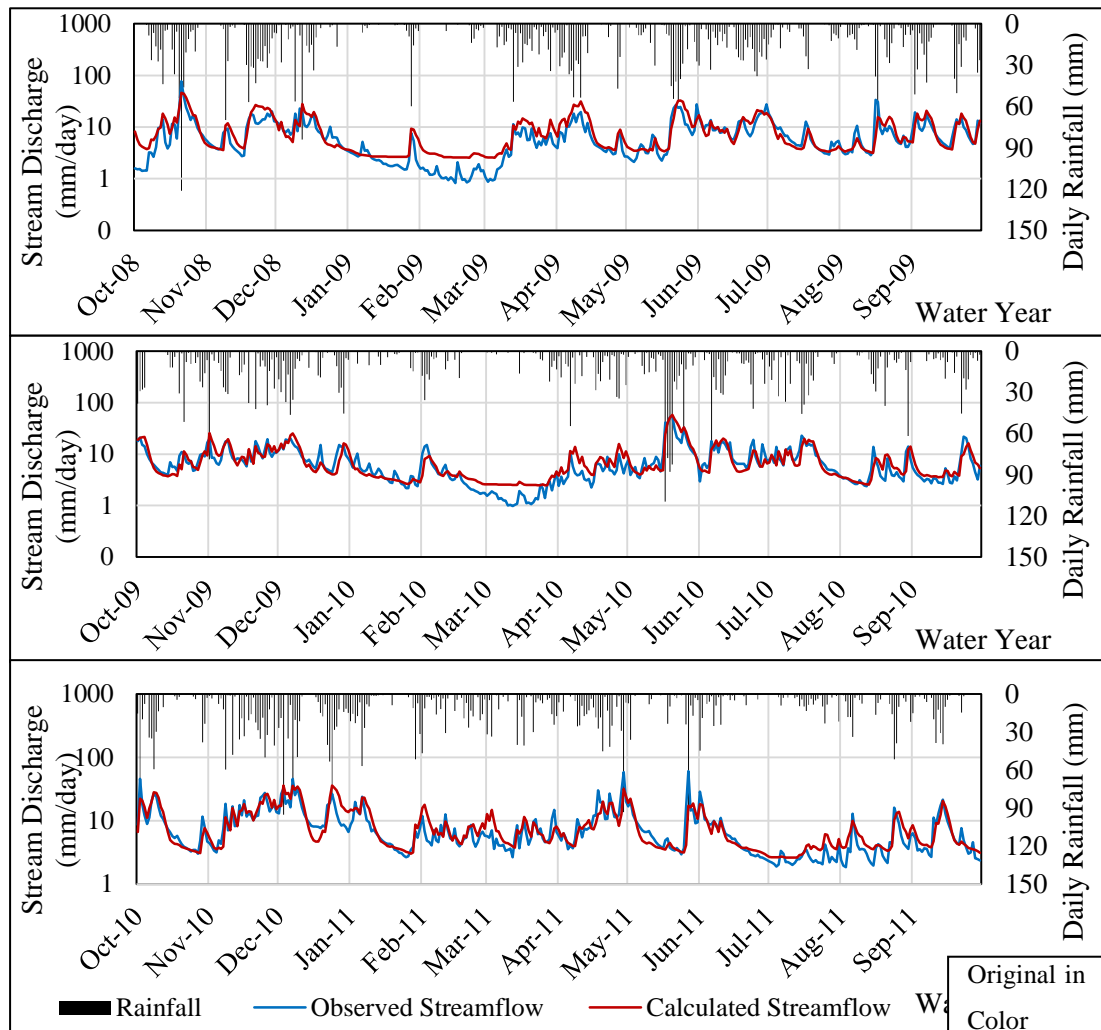 Stream Discharge
(mm/day)
1000
100
10
1
0
0
30
60
90
120
150
Daily Rainfall (mm)
Oct-08
Nov-08
Dec-08
Jan-09
Feb-09
Mar-09
Apr-09
May-09
Jun-09
Jul-09
Aug-09
Sep-09
Water Year
Stream Discharge
(mm/day)
1000
100
10
1
0
0
30
60
90
120
150
Daily Rainfall (mm)
Oct-09
Nov-09
Dec-09
Jan-10
Feb-10
Mar-10
Apr-10
May-10
Jun-10
Jul-10
Aug-10
Sep-10
Water Year
Stream Discharge
(mm/day)
1000
100
10
1
0
30
60
90
120
150
Daily Rainfall (mm)
Oct-10
Nov-10
Dec-10
Jan-11
Feb-11
Mar-11
Apr-11
May-11
Jun-11
Jul-11
Aug-11
Sep-11
Rainfall
Observed Streamflow
Calculated Streamflow
Original in
Color